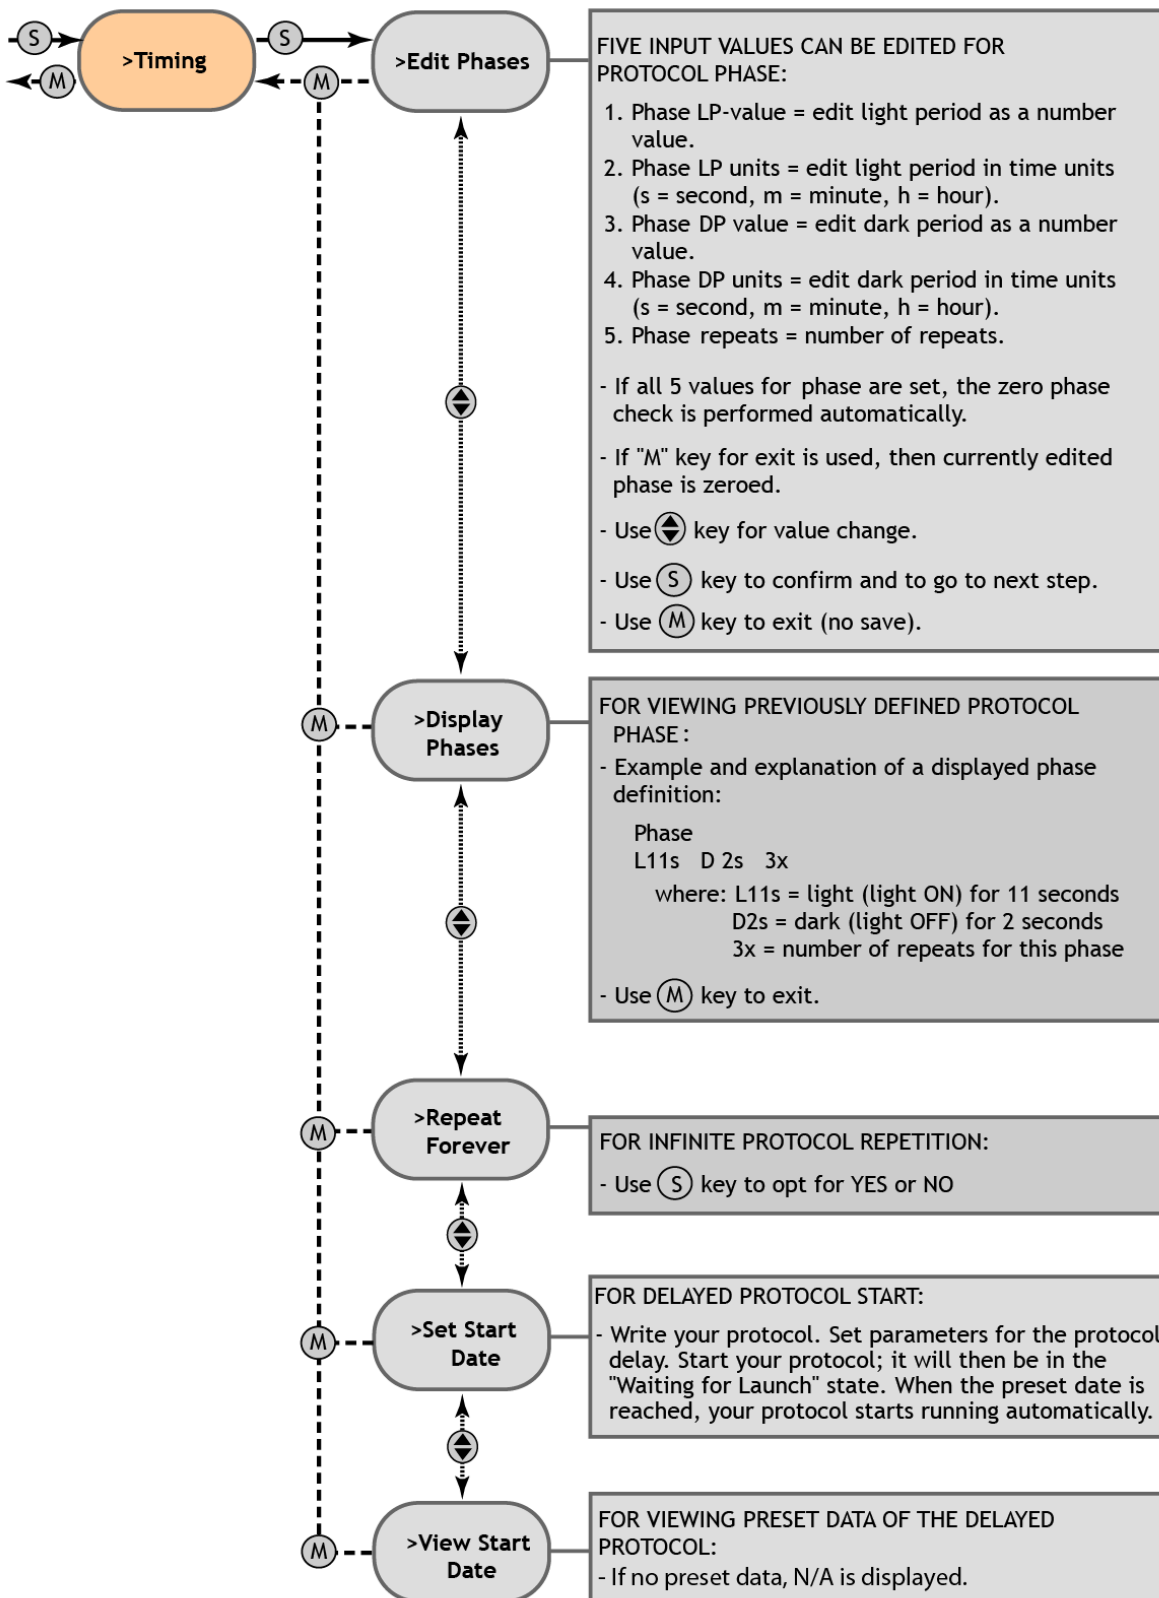 S
>Timing
S
>Edit Phases
M
M
FIVE INPUT VALUES CAN BE EDITED FOR
PROTOCOL PHASE:
1. Phase LP-value = edit light period as a number
value.
2. Phase LP units = edit light period in time units
(s = second, m = minute, h = hour).
3. Phase DP value = edit dark period as a number
value.
4. Phase DP units = edit dark period in time units
(s = second, m = minute, h = hour).
5. Phase repeats = number of repeats.
- If all 5 values for phase are set, the zero phase
check is performed automatically.
- If "M" key for exit is used, then currently edited
phase is zeroed.
- Use key for value change.
- Use S key to confirm and to go to next step.
- Use M key to exit (no save).
M
>Display
Phases
FOR VIEWING PREVIOUSLY DEFINED PROTOCOL
PHASE :
- Example and explanation of a displayed phase
definition:
Phase
L11s D 2s 3x
where: L11s = light (light ON) for 11 seconds
D2s = dark (light OFF) for 2 seconds
3x = number of repeats for this phase
- Use M key to exit.
M
>Repeat
Forever
FOR INFINITE PROTOCOL REPETITION:
- Use S key to opt for YES or NO
M
>Set Start
Date
FOR DELAYED PROTOCOL START:
- Write your protocol. Set parameters for the protocol
delay. Start your protocol; it will then be in the
"Waiting for Launch" state. When the preset date is
reached, your protocol starts running automatically.
M
>View Start
Date
FOR VIEWING PRESET DATA OF THE DELAYED
PROTOCOL:
- If no preset data, N/A is displayed.